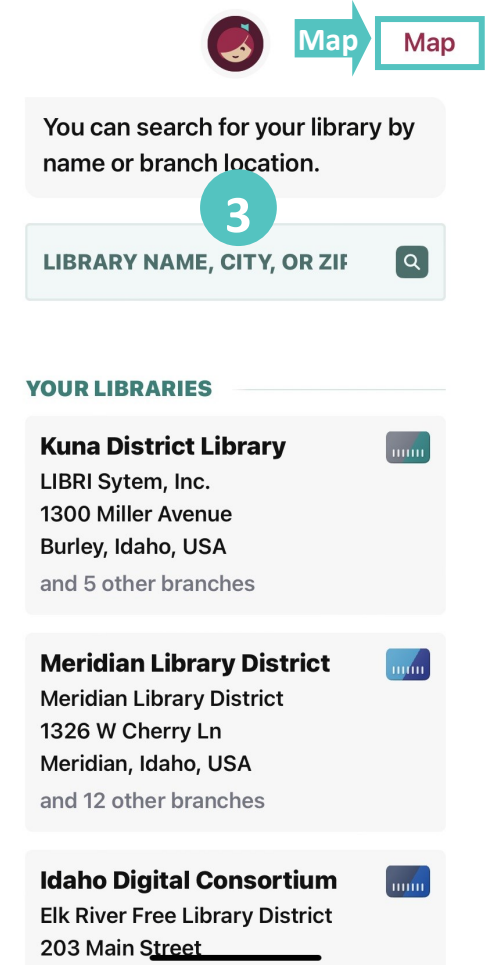 Map
Map
You can search for your library by
name or branch location.
3
LIBRARY NAME, CITY, OR ZIP
YOUR LIBRARIES
Kuna District Library
LIBRI Sytem, Inc.
1300 Miller Avenue
Burley, Idaho, USA
and 5 other branches
Meridian Library District
Meridian Library District
1326 W Cherry Ln
Meridian, Idaho, USA
and 12 other branches
Idaho Digital Consortium
Elk River Free Library District
203 Main Street